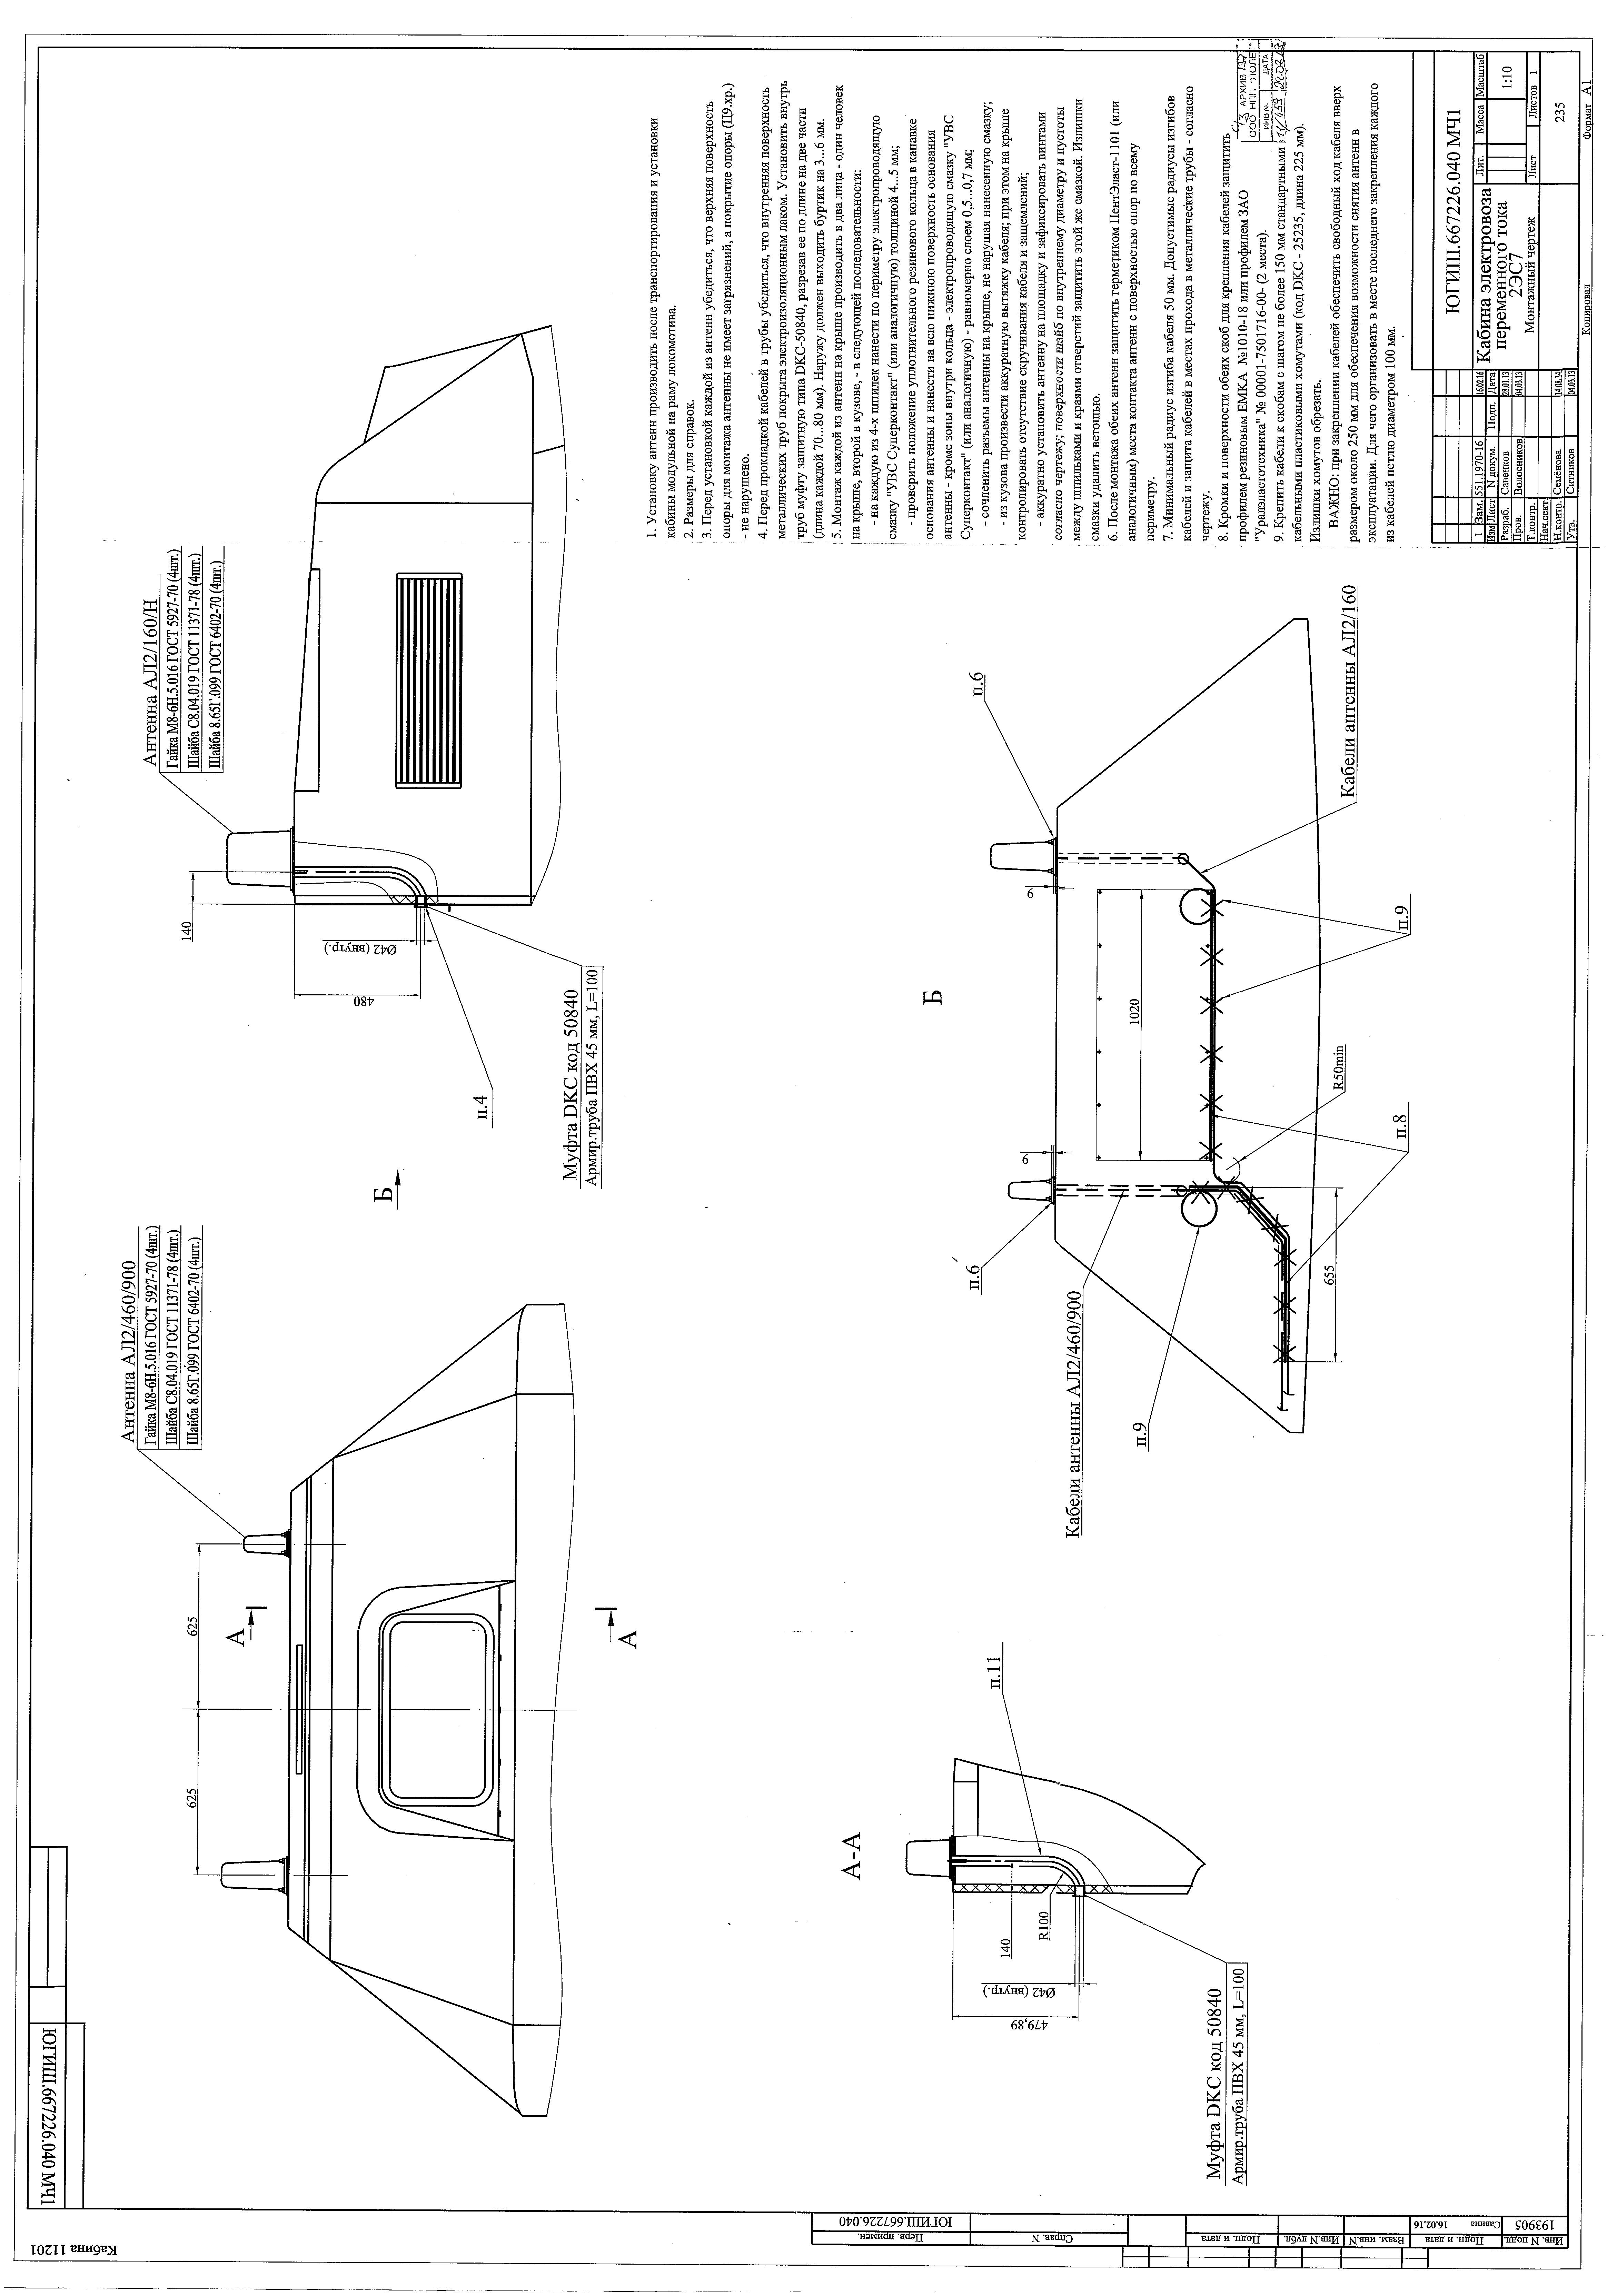 ЮГИШ.667226.040 МЧ1
Кабина 11201
Антенна АЛ2/460/900
Гайка М8-6Н.5.016 ГОСТ 5927-70 (4шт.)
Шайба С8.04.019 ГОСТ 11371-78 (4шт.)
Шайба 8.65Г.099 ГОСТ 6402-70 (4шт.)
625
625
А
А
Б
Антенна АЛ2/160/Н
Гайка М8-6Н.5.016 ГОСТ 5927-70 (4шт.)
Шайба С8.04.019 ГОСТ 11371-78 (4шт.)
Шайба 8.65Г.099 ГОСТ 6402-70 (4шт.)
140
Ø42 (внутр.)
480
п.4
Муфта DKC код 50840
Армир.труба ПВХ 45 мм, L=100
1. Установку антенн производить после транспортирования и установки
кабины модульной на раму локомотива.
2. Размеры для справок.
3. Перед установкой каждой из антенн убедиться, что верхняя поверхность
опоры для монтажа антенны не имеет загрязнений, а покрытие опоры (Д9.хр.)
- не нарушено.
4. Перед прокладкой кабелей в трубы убедиться, что внутренняя поверхность
металлических труб покрыта электроизоляционным лаком. Установить внутрь
труб муфту защитную типа DKC-50840, разрезав ее по длине на две части
(длина каждой 70...80 мм). Наружу должен выходить буртик на 3...6 мм.
5. Монтаж каждой из антенн на крыше производить в два лица - один человек
на крыше, второй в кузове, - в следующей последовательности:
- на каждую из 4-х шпилек нанести по периметру электропроводящую
смазку "УВС Суперконтакт" (или аналогичную) толщиной 4...5 мм;
- проверить положение уплотнительного резинового кольца в канавке
основания антенны и нанести на всю нижнюю поверхность основания
антенны - кроме зоны внутри кольца - электропроводящую смазку "УВС
Суперконтакт" (или аналогичную) - равномерно слоем 0,5...0,7 мм;
- сочленить разъемы антенны на крыше, не нарушая нанесенную смазку;
- из кузова произвести аккуратную вытяжку кабеля; при этом на крыше
контролировать отсутствие скручивания кабеля и защемлений;
- аккуратно установить антенну на площадку и зафиксировать винтами
согласно чертежу; поверхности шайб по внутреннему диаметру и пустоты
между шпильками и краями отверстий защитить этой же смазкой. Излишки
смазки удалить ветошью.
6. После монтажа обеих антенн защитить герметиком ПентЭласт-1101 (или
аналогичным) места контакта антенн с поверхностью опор по всему
периметру.
7. Минимальный радиус изгиба кабеля 50 мм. Допустимые радиусы изгибов
кабелей и защита кабелей в местах прохода в металлические трубы - согласно
чертежу.
8. Кромки и поверхности обеих скоб для крепления кабелей защитить
профилем резиновым ЕМКА №1010-18 или профилем ЗАО
"Уралэластотехника" № 00001-7501716-00- (2 места).
9. Крепить кабели к скобам с шагом не более 150 мм стандартными
кабельными пластиковыми хомутами (код DKC - 25235, длина 225 мм).
Излишки хомутов обрезать.
ВАЖНО: при закреплении кабелей обеспечить свободный ход кабеля вверх
размером около 250 мм для обеспечения возможности снятия антенн в
эксплуатации. Для чего организовать в месте последнего закрепления каждого
из кабелей петлю диаметром 100 мм.
А-А
п.11
140
R100
Ø42 (внутр.)
479,89
Муфта DKC код 50840
Армир.труба ПВХ 45 мм, L=100
Б
п.6
п.6
6
6
1020
655
R50min
п.9
п.9
п.8
Кабели антенны АЛ2/460/900
Кабели антенны АЛ2/160
АРХИВ
ООО НПП "ПОЛЕТ"
ИНВ №
ДАТА
ЮГИШ.667226.040 МЧ1
Кабина электровоза
переменного тока
2ЭС7
Монтажный чертеж
Лит.
Масса
Масштаб
1:10
Лист
Листов 1
235
1 Зам. 551.1970-16 16.02.16
Изм Лист N докум. Подп. Дата
Разраб. Савенков 28.01.13
Пров. Волосников 04.03.13
Т.контр.
Нач.сект.
Н.контр. Семёнова 14.08.14
Утв. Ситников 04.03.13
Копировал
Формат А1
Перв. примен.
ЮГИШ.667226.040
Справ. N
Подп. и дата
Инв.N дубл.
Взам. инв.N
Подп. и дата
Савина 16.02.16
Инв. N подл.
193905